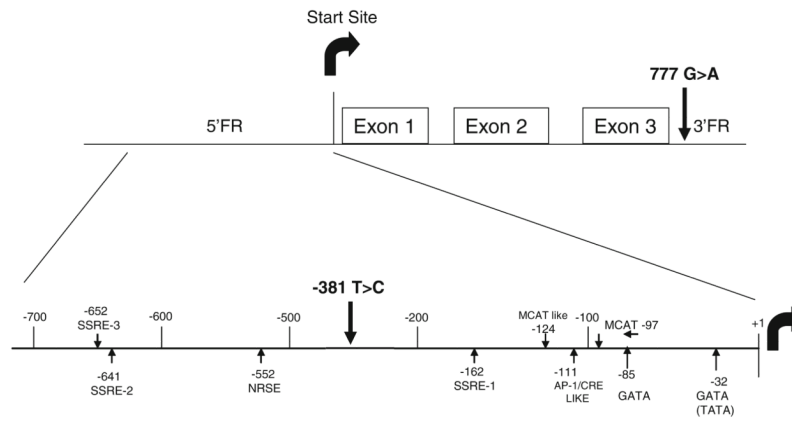 Start Site
777 G>A
5'FR
Exon 1
Exon 2
Exon 3
3'FR
-381 T>C
-652
SSRE-3
-700
-600
-500
-200
MCAT like
-124
-100
MCAT -97
+1
-641
SSRE-2
-552
NRSE
-162
SSRE-1
-111
AP-1/CRE
LIKE
-85
GATA
-32
GATA
(TATA)